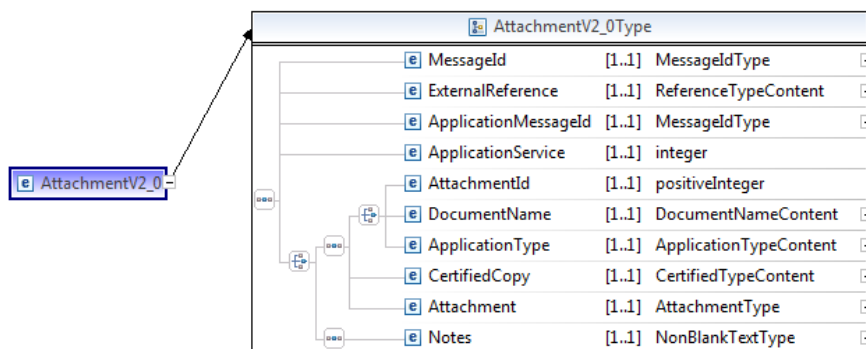 AttachmentV2_0Type
MessageId [1..1] MessageIdType
ExternalReference [1..1] ReferenceTypeContent
ApplicationMessageId [1..1] MessageIdType
ApplicationService [1..1] integer
e AttachmentV2_0
AttachmentId [1..1] positiveInteger
DocumentName [1..1] DocumentNameContent
ApplicationType [1..1] ApplicationTypeContent
CertifiedCopy [1..1] CertifiedTypeContent
Attachment [1..1] AttachmentType
Notes [1..1] NonBlankTextType